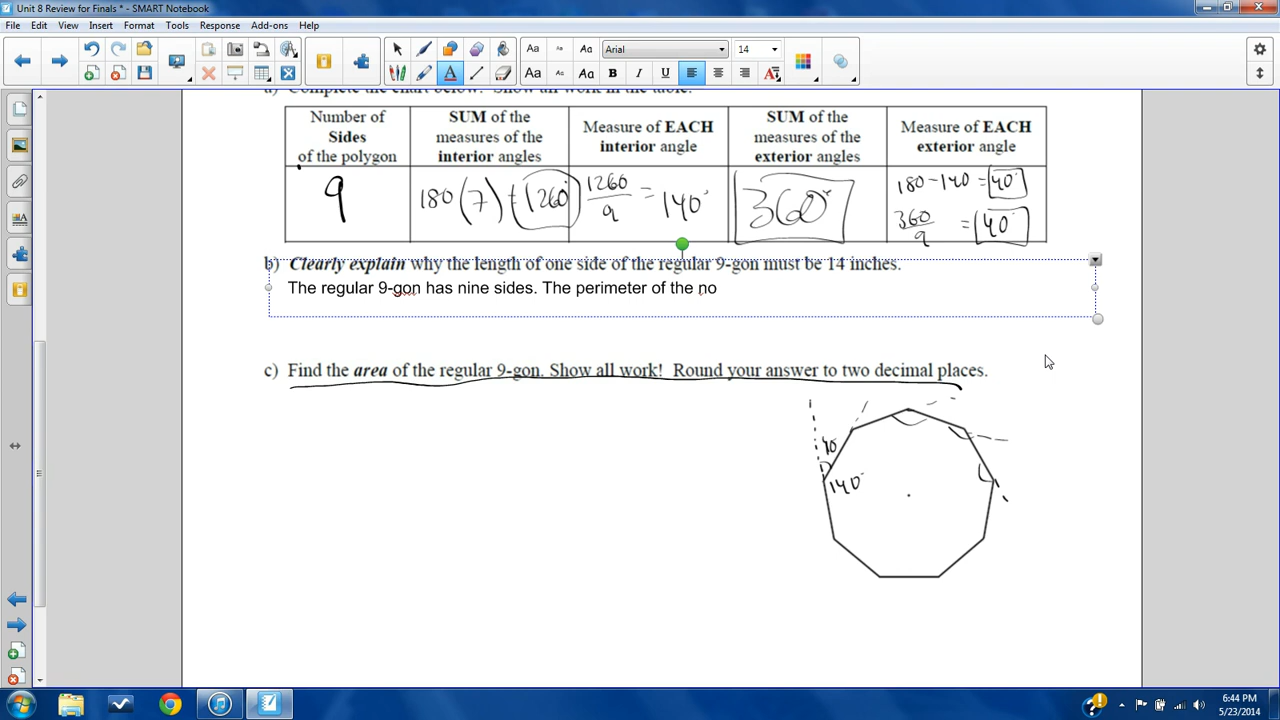 Unit 8 Review for Finals * - SMART Notebook
File Edit View Insert Format Tools Response Add-ons Help
Aa Aa Aa Arial 14
Aa Aa Aa B I U A
a) Complete the chart below. Show all work in the table.
Number of Sides of the polygon
SUM of the measures of the interior angles
Measure of EACH interior angle
SUM of the measures of the exterior angles
Measure of EACH exterior angle
9
180(7) = 1260°
1260/9 = 140°
360°
180-140 = 40°
360/9 = 40°
b) Clearly explain why the length of one side of the regular 9-gon must be 14 inches.
The regular 9-gon has nine sides. The perimeter of the no
c) Find the area of the regular 9-gon. Show all work! Round your answer to two decimal places.
40
140°
6:44 PM
5/23/2014